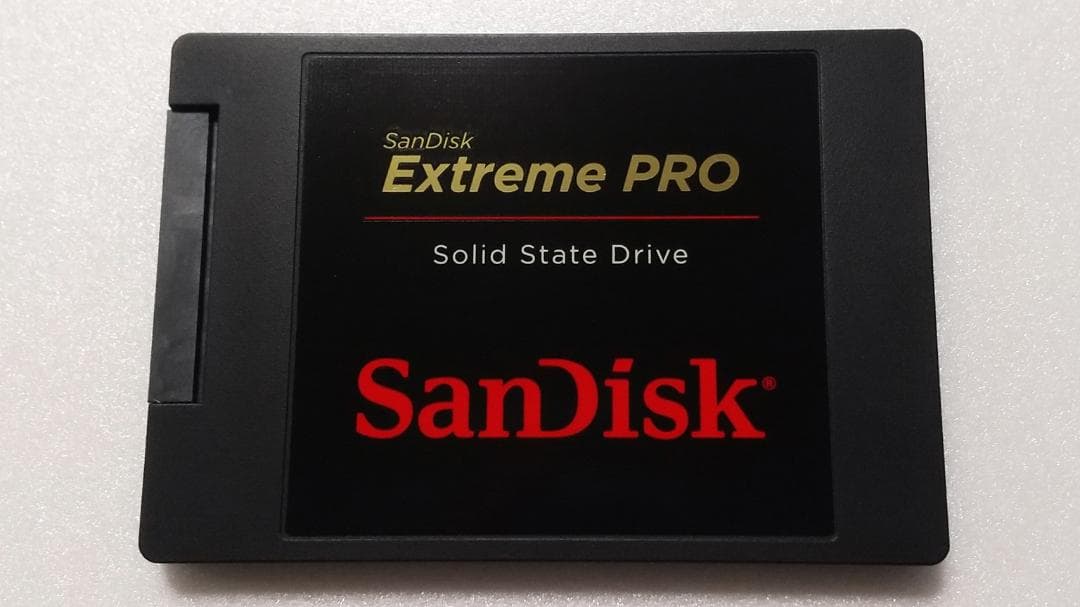 SanDisk
Extreme PRO
Solid State Drive
SanDisk®